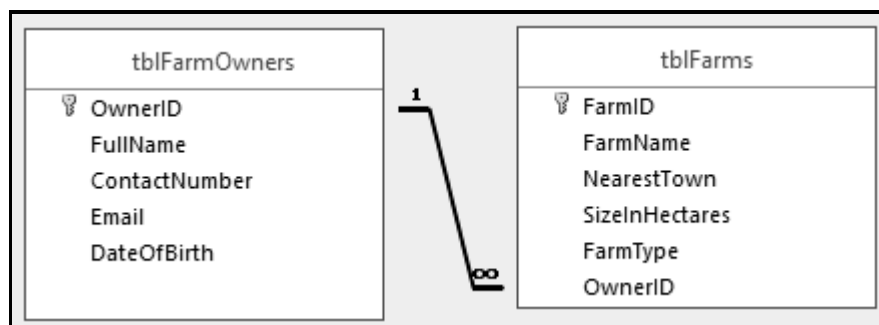 tblFarmOwners
OwnerID
FullName
ContactNumber
Email
DateOfBirth
1
∞
tblFarms
FarmID
FarmName
NearestTown
SizeInHectares
FarmType
OwnerID